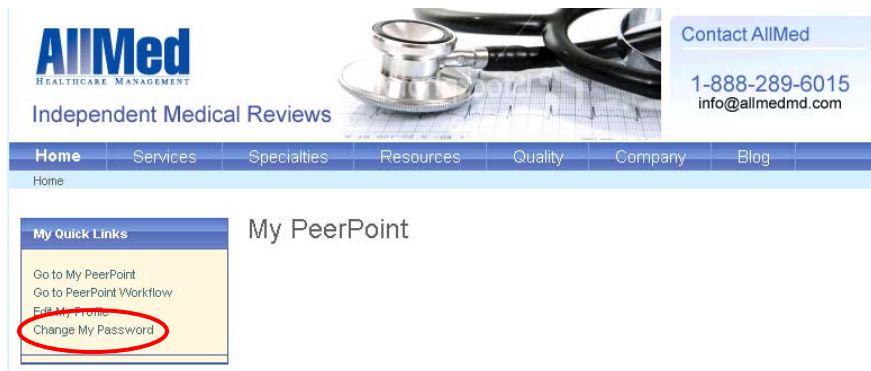 AllMed
HEALTHCARE MANAGEMENT
Independent Medical Reviews
Contact AllMed
1-888-289-6015
info@allmedmd.com
Home Services Specialties Resources Quality Company Blog
Home
My Quick Links
My PeerPoint
Go to My PeerPoint
Go to PeerPoint Workflow
Edit My Profile
Change My Password